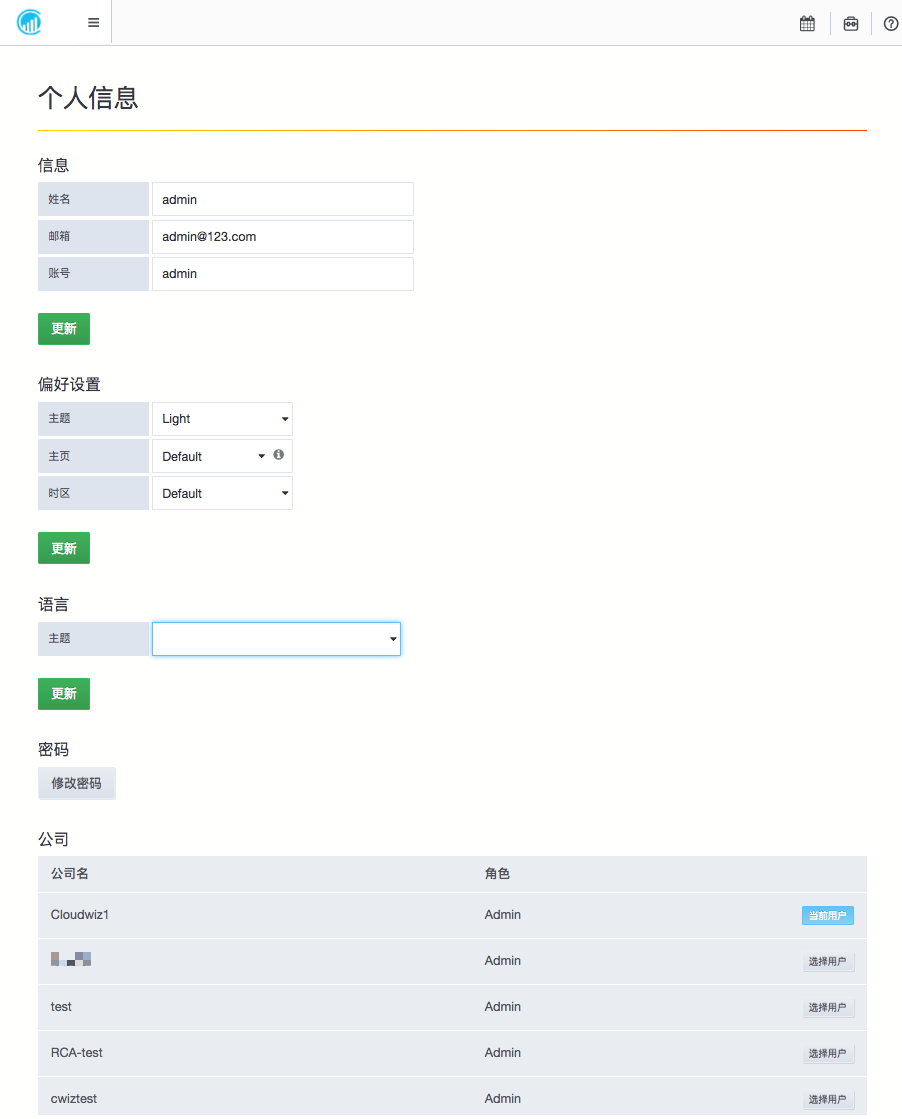 个人信息
信息
姓名 admin
邮箱 admin@123.com
账号 admin
更新
偏好设置
主题 Light
主页 Default
时区 Default
更新
语言
主题
更新
密码
修改密码
公司
公司名 角色
Cloudwiz1 Admin 当前用户
Admin 选择用户
test Admin 选择用户
RCA-test Admin 选择用户
cwiztest Admin 选择用户